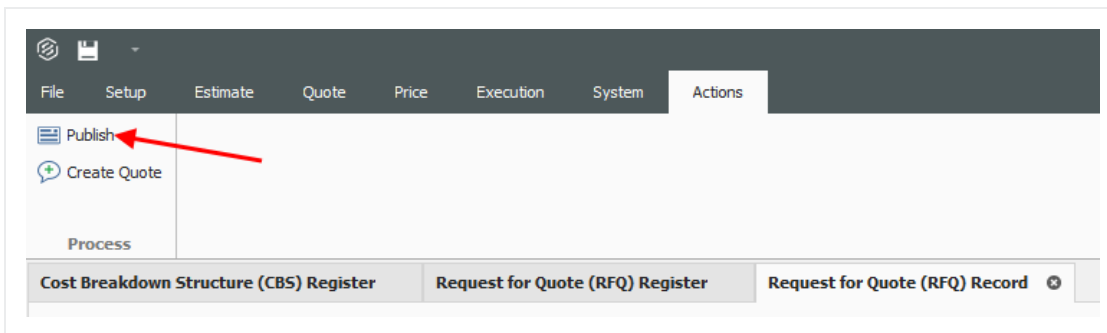 File Setup Estimate Quote Price Execution System Actions
Publish
Create Quote
Process
Cost Breakdown Structure (CBS) Register Request for Quote (RFQ) Register Request for Quote (RFQ) Record